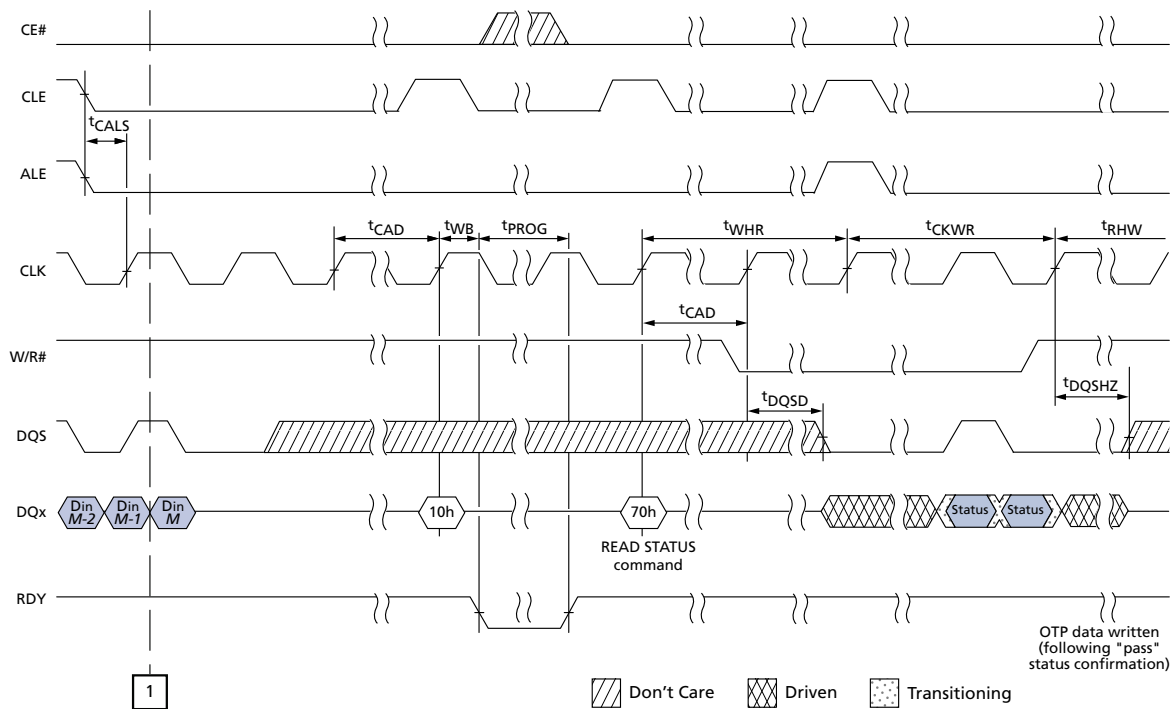 CE#
CLE
tCALS
ALE
tCAD
tWB
tPROG
tWHR
tCKWR
tRHW
CLK
tCAD
W/R#
tDQSD
tDQSHZ
DQS
DQx
Din M-2
Din M-1
Din M
10h
70h
Status
Status
READ STATUS
command
RDY
OTP data written
(following "pass"
status confirmation)
1
Don't Care
Driven
Transitioning